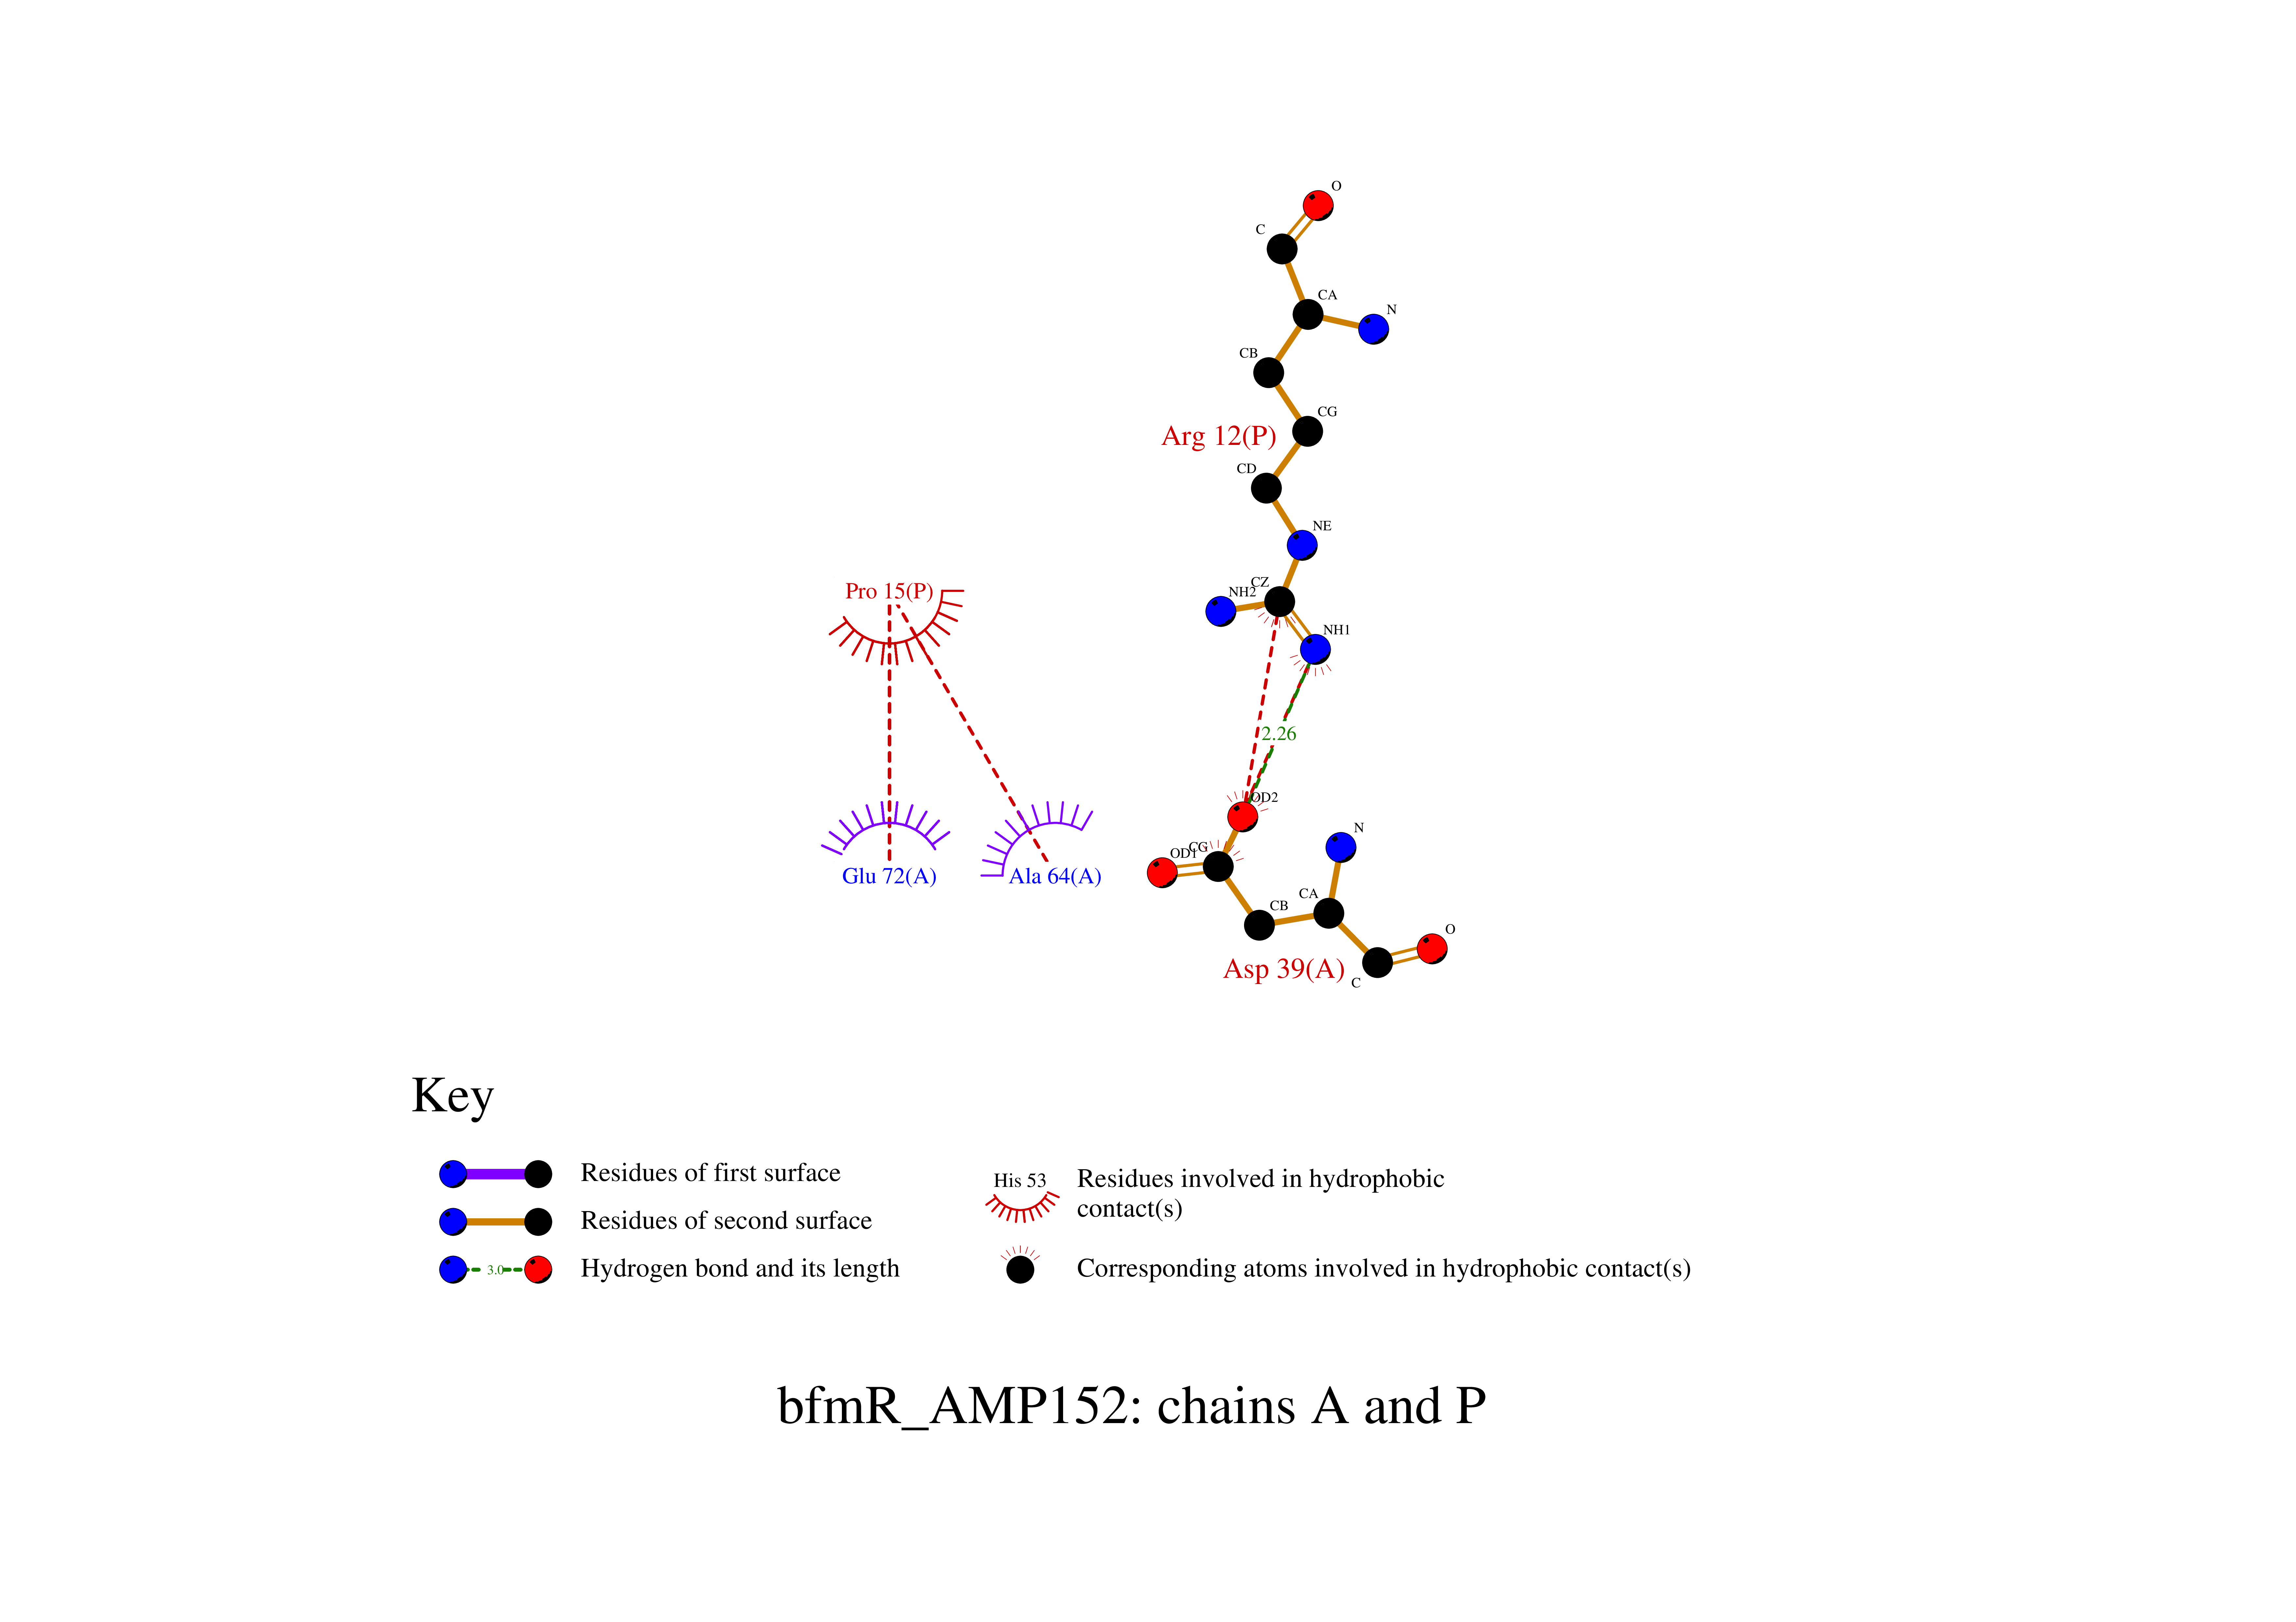 O
C
CA
N
CB
CG
Arg 12(P)
CD
NE
CZ
NH2
Pro 15(P)
NH1
2.26
OD2
N
OD1
CG
Glu 72(A)
Ala 64(A)
CA
CB
O
Asp 39(A)
C
Key
Residues of first surface
Residues of second surface
3.0
Hydrogen bond and its length
His 53
Residues involved in hydrophobic
contact(s)
Corresponding atoms involved in hydrophobic contact(s)
bfmR_AMP152: chains A and P